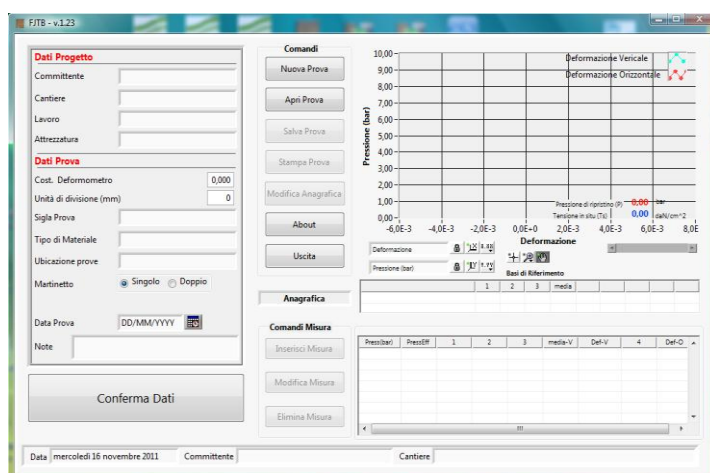 FJTB - v.1.23
Dati Progetto
Committente
Cantiere
Lavoro
Attrezzatura
Dati Prova
Cost. Deformometro 0,000
Unità di divisione (mm) 0
Sigla Prova
Tipo di Materiale
Ubicazione prove
Martinetto Singolo Doppio
Data Prova DD/MM/YYYY
Note
Conferma Dati
Comandi
Nuova Prova
Apri Prova
Salva Prova
Stampa Prova
Modifica Anagrafica
About
Uscita
Anagrafica
Comandi Misura
Inserisci Misura
Modifica Misura
Elimina Misura
Deformazione Vericale
Deformazione Orizzontale
Pressione (bar)
10,00
9,00
8,00
7,00
6,00
5,00
4,00
3,00
2,00
1,00
0,00
Pressione di ripristino (P) 0,00 bar
Tensione in situ (Ts) 0,00 daN/cm^2
-6,0E-3 -4,0E-3 -2,0E-3 0,0E+0 2,0E-3 4,0E-3 6,0E-3 8,0E
Deformazione
Deformazione
Pressione (bar)
Basi di Riferimento
1 2 3 media
Press(bar) PressEff 1 2 3 media-V Def-V 4 Def-O
Data mercoledì 16 novembre 2011 Committente Cantiere